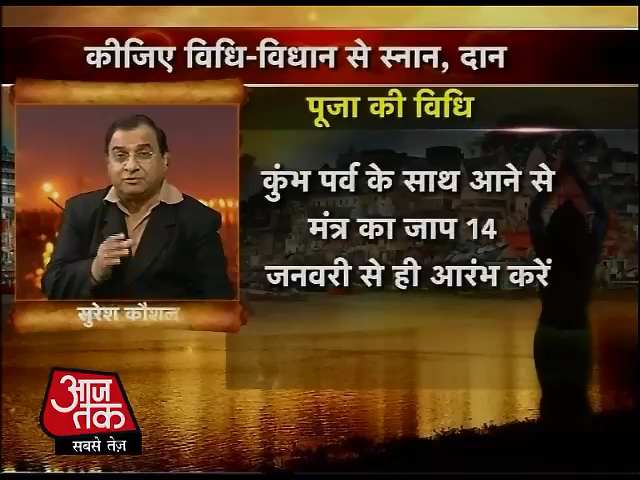 कीजिए विधि-विधान से स्नान, दान
पूजा की विधि
कुंभ पर्व के साथ आने से
मंत्र का जाप 14
जनवरी से ही आरंभ करें
सुरेश कौशल
आज
तक
सबसे तेज़